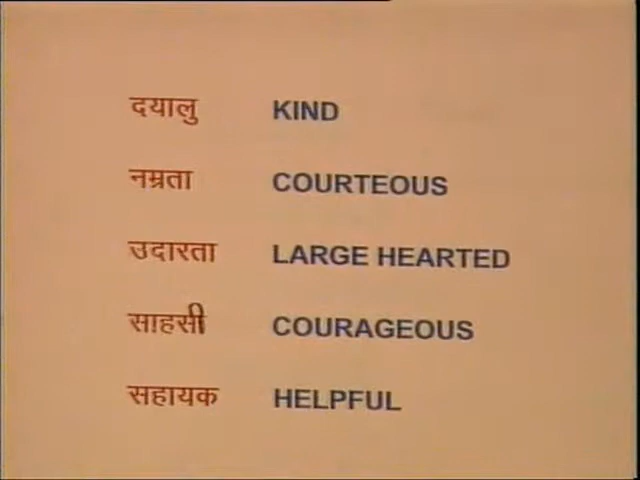 दयालु KIND
नम्रता COURTEOUS
उदारता LARGE HEARTED
साहसी COURAGEOUS
सहायक HELPFUL